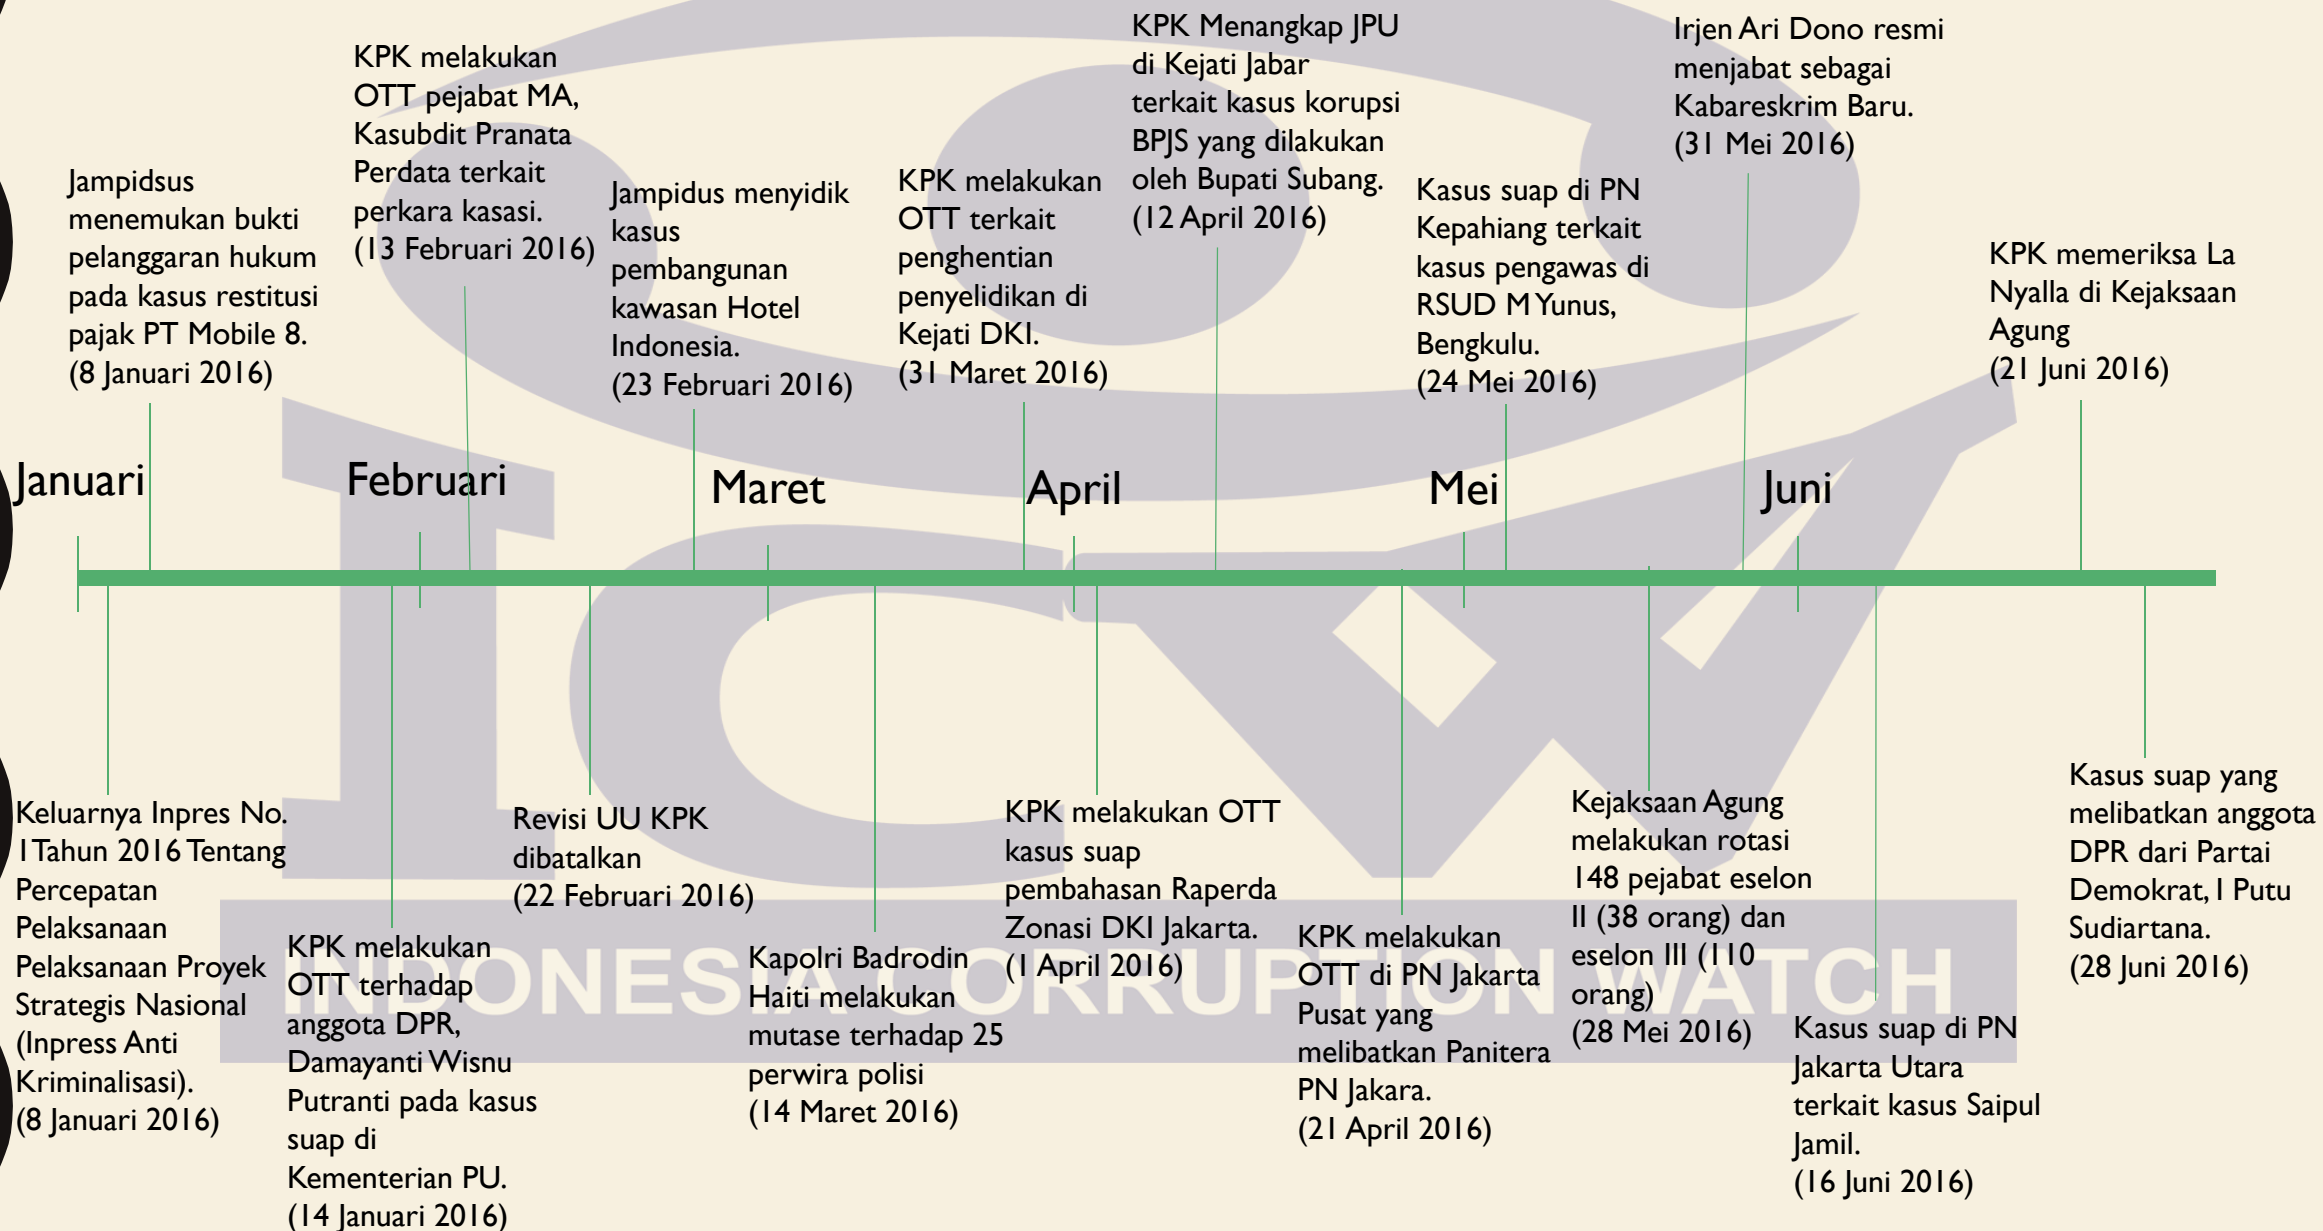 Jampidsus
menemukan bukti
pelanggaran hukum
pada kasus restitusi
pajak PT Mobile 8.
(8 Januari 2016)
KPK melakukan
OTT pejabat MA,
Kasubdit Pranata
Perdata terkait
perkara kasasi.
(13 Februari 2016)
Jampidus menyidik
kasus
pembangunan
kawasan Hotel
Indonesia.
(23 Februari 2016)
KPK melakukan
OTT terkait
penghentian
penyelidikan di
Kejati DKI.
(31 Maret 2016)
KPK Menangkap JPU
di Kejati Jabar
terkait kasus korupsi
BPJS yang dilakukan
oleh Bupati Subang.
(12 April 2016)
Kasus suap di PN
Kepahiang terkait
kasus pengawas di
RSUD M Yunus,
Bengkulu.
(24 Mei 2016)
Irjen Ari Dono resmi
menjabat sebagai
Kabareskrim Baru.
(31 Mei 2016)
KPK memeriksa La
Nyalla di Kejaksaan
Agung
(21 Juni 2016)
Januari
Februari
Maret
April
Mei
Juni
Keluarnya Inpres No.
1Tahun 2016 Tentang
Percepatan
Pelaksanaan
Pelaksanaan Proyek
Strategis Nasional
(Inpress Anti
Kriminalisasi).
(8 Januari 2016)
KPK melakukan
OTT terhadap
anggota DPR,
Damayanti Wisnu
Putranti pada kasus
suap di
Kementerian PU.
(14 Januari 2016)
Revisi UU KPK
dibatalkan
(22 Februari 2016)
Kapolri Badrodin
Haiti melakukan
mutase terhadap 25
perwira polisi
(14 Maret 2016)
KPK melakukan OTT
kasus suap
pembahasan Raperda
Zonasi DKI Jakarta.
(1 April 2016)
KPK melakukan
OTT di PN Jakarta
Pusat yang
melibatkan Panitera
PN Jakara.
(21 April 2016)
Kejaksaan Agung
melakukan rotasi
148 pejabat eselon
II (38 orang) dan
eselon III (110
orang)
(28 Mei 2016)
Kasus suap di PN
Jakarta Utara
terkait kasus Saipul
Jamil.
(16 Juni 2016)
Kasus suap yang
melibatkan anggota
DPR dari Partai
Demokrat, I Putu
Sudiartana.
(28 Juni 2016)
ICW
INDONESIA CORRUPTION WATCH